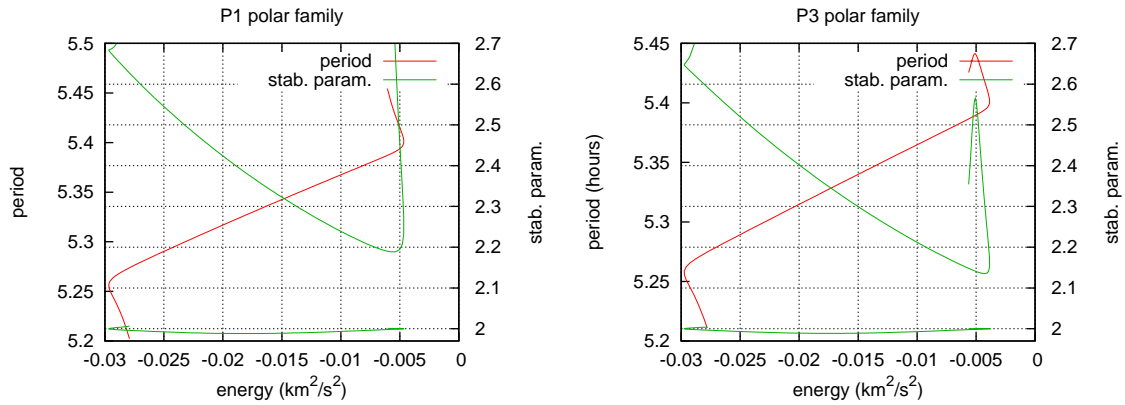 P1 polar family
5.5
5.45
5.4
5.35
5.3
5.25
5.2
period
2.7
2.6
2.5
2.4
2.3
2.2
2.1
2
stab. param.
period
stab. param.
-0.03 -0.025 -0.02 -0.015 -0.01 -0.005 0
energy (km²/s²)
P3 polar family
5.45
5.4
5.35
5.3
5.25
5.2
period (hours)
2.7
2.6
2.5
2.4
2.3
2.2
2.1
2
stab. param.
period
stab. param.
-0.03 -0.025 -0.02 -0.015 -0.01 -0.005 0
energy (km²/s²)